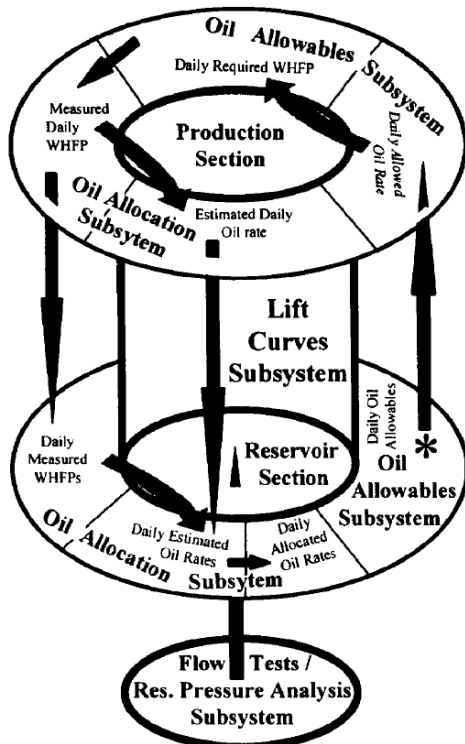 Oil Allowables Subsystem
Daily Required WHFP
Measured
Daily
WHFP
Production
Section
Daily Allowed
Oil Rate
Oil Allocation
Subsytem
Estimated Daily
Oil rate
Lift
Curves
Subsystem
Daily
Measured
WHFPs
Reservoir
Section
Daily Oil
Allowables
*
Oil
Allowables
Subsystem
Oil Allocation
Subsytem
Daily Estimated
Oil Rates
Daily
Allocated
Oil Rates
Flow Tests /
Res. Pressure Analysis
Subsystem